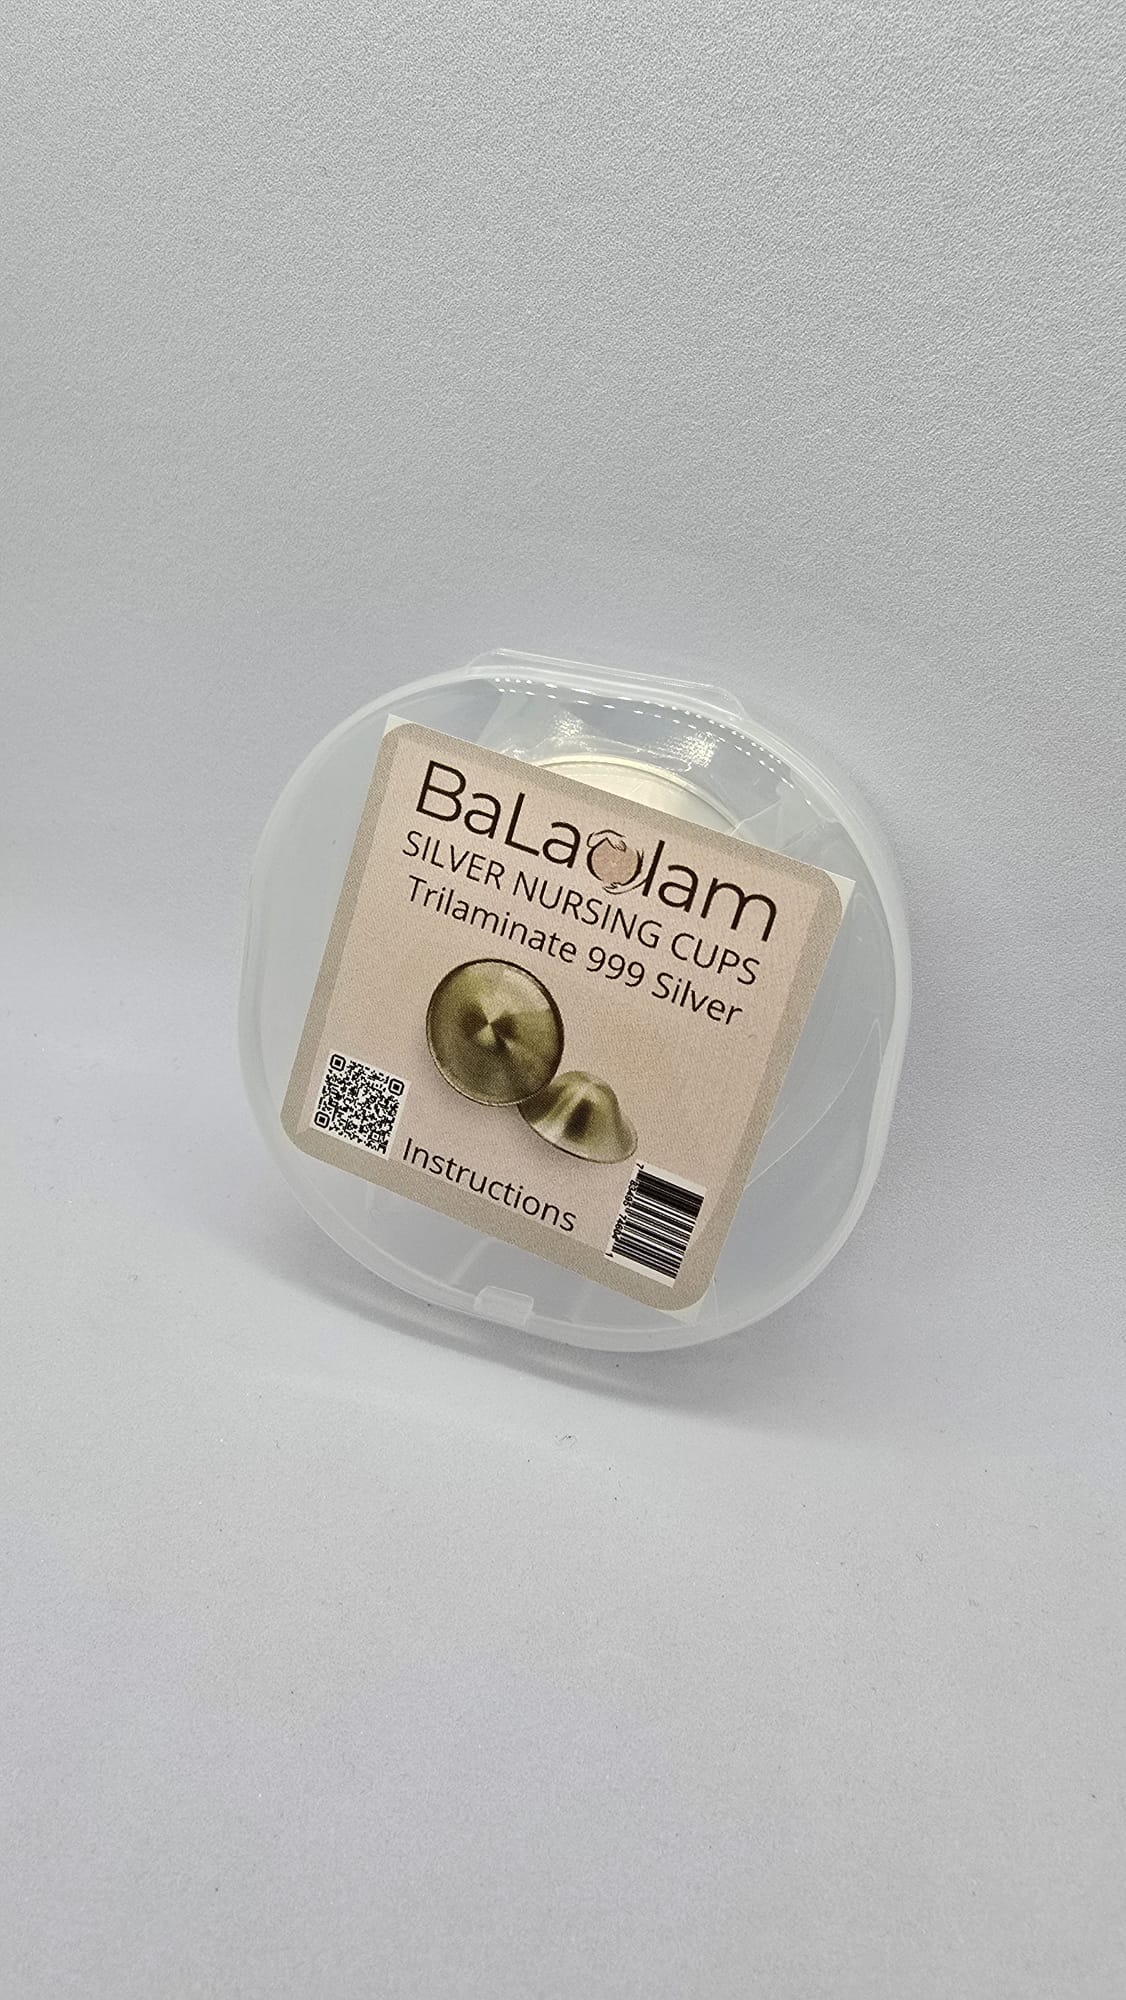 BaLaOlam
SILVER NURSING CUPS
Trilaminate 999 Silver
Instructions